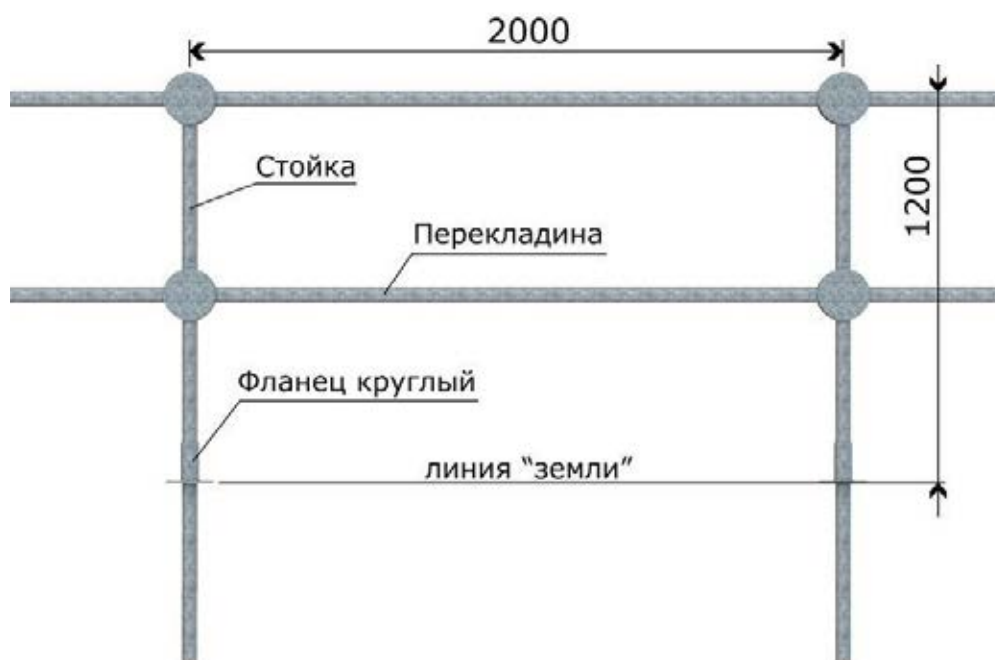 2000
Стойка
1200
Перекладина
Фланец круглый
линия “земли”